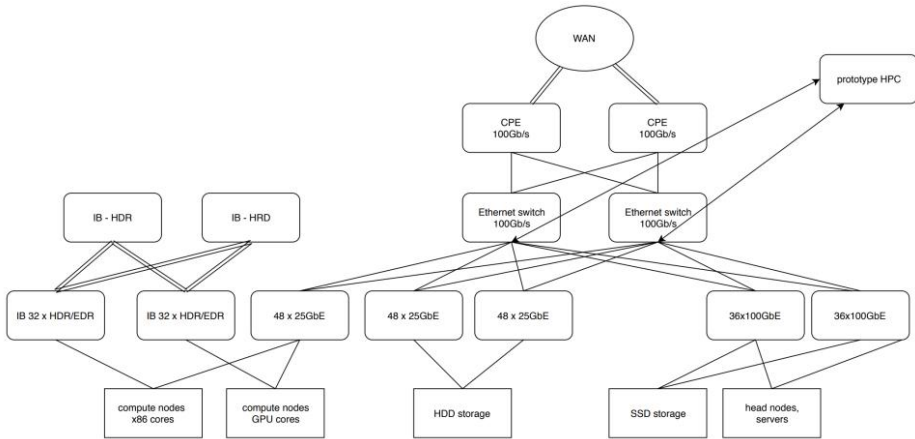 WAN
prototype HPC
CPE
100Gb/s
CPE
100Gb/s
IB - HDR
IB - HRD
Ethernet switch
100Gb/s
Ethernet switch
100Gb/s
IB 32 x HDR/EDR
IB 32 x HDR/EDR
48 x 25GbE
48 x 25GbE
48 x 25GbE
36x100GbE
36x100GbE
compute nodes
x86 cores
compute nodes
GPU cores
HDD storage
SSD storage
head nodes,
servers